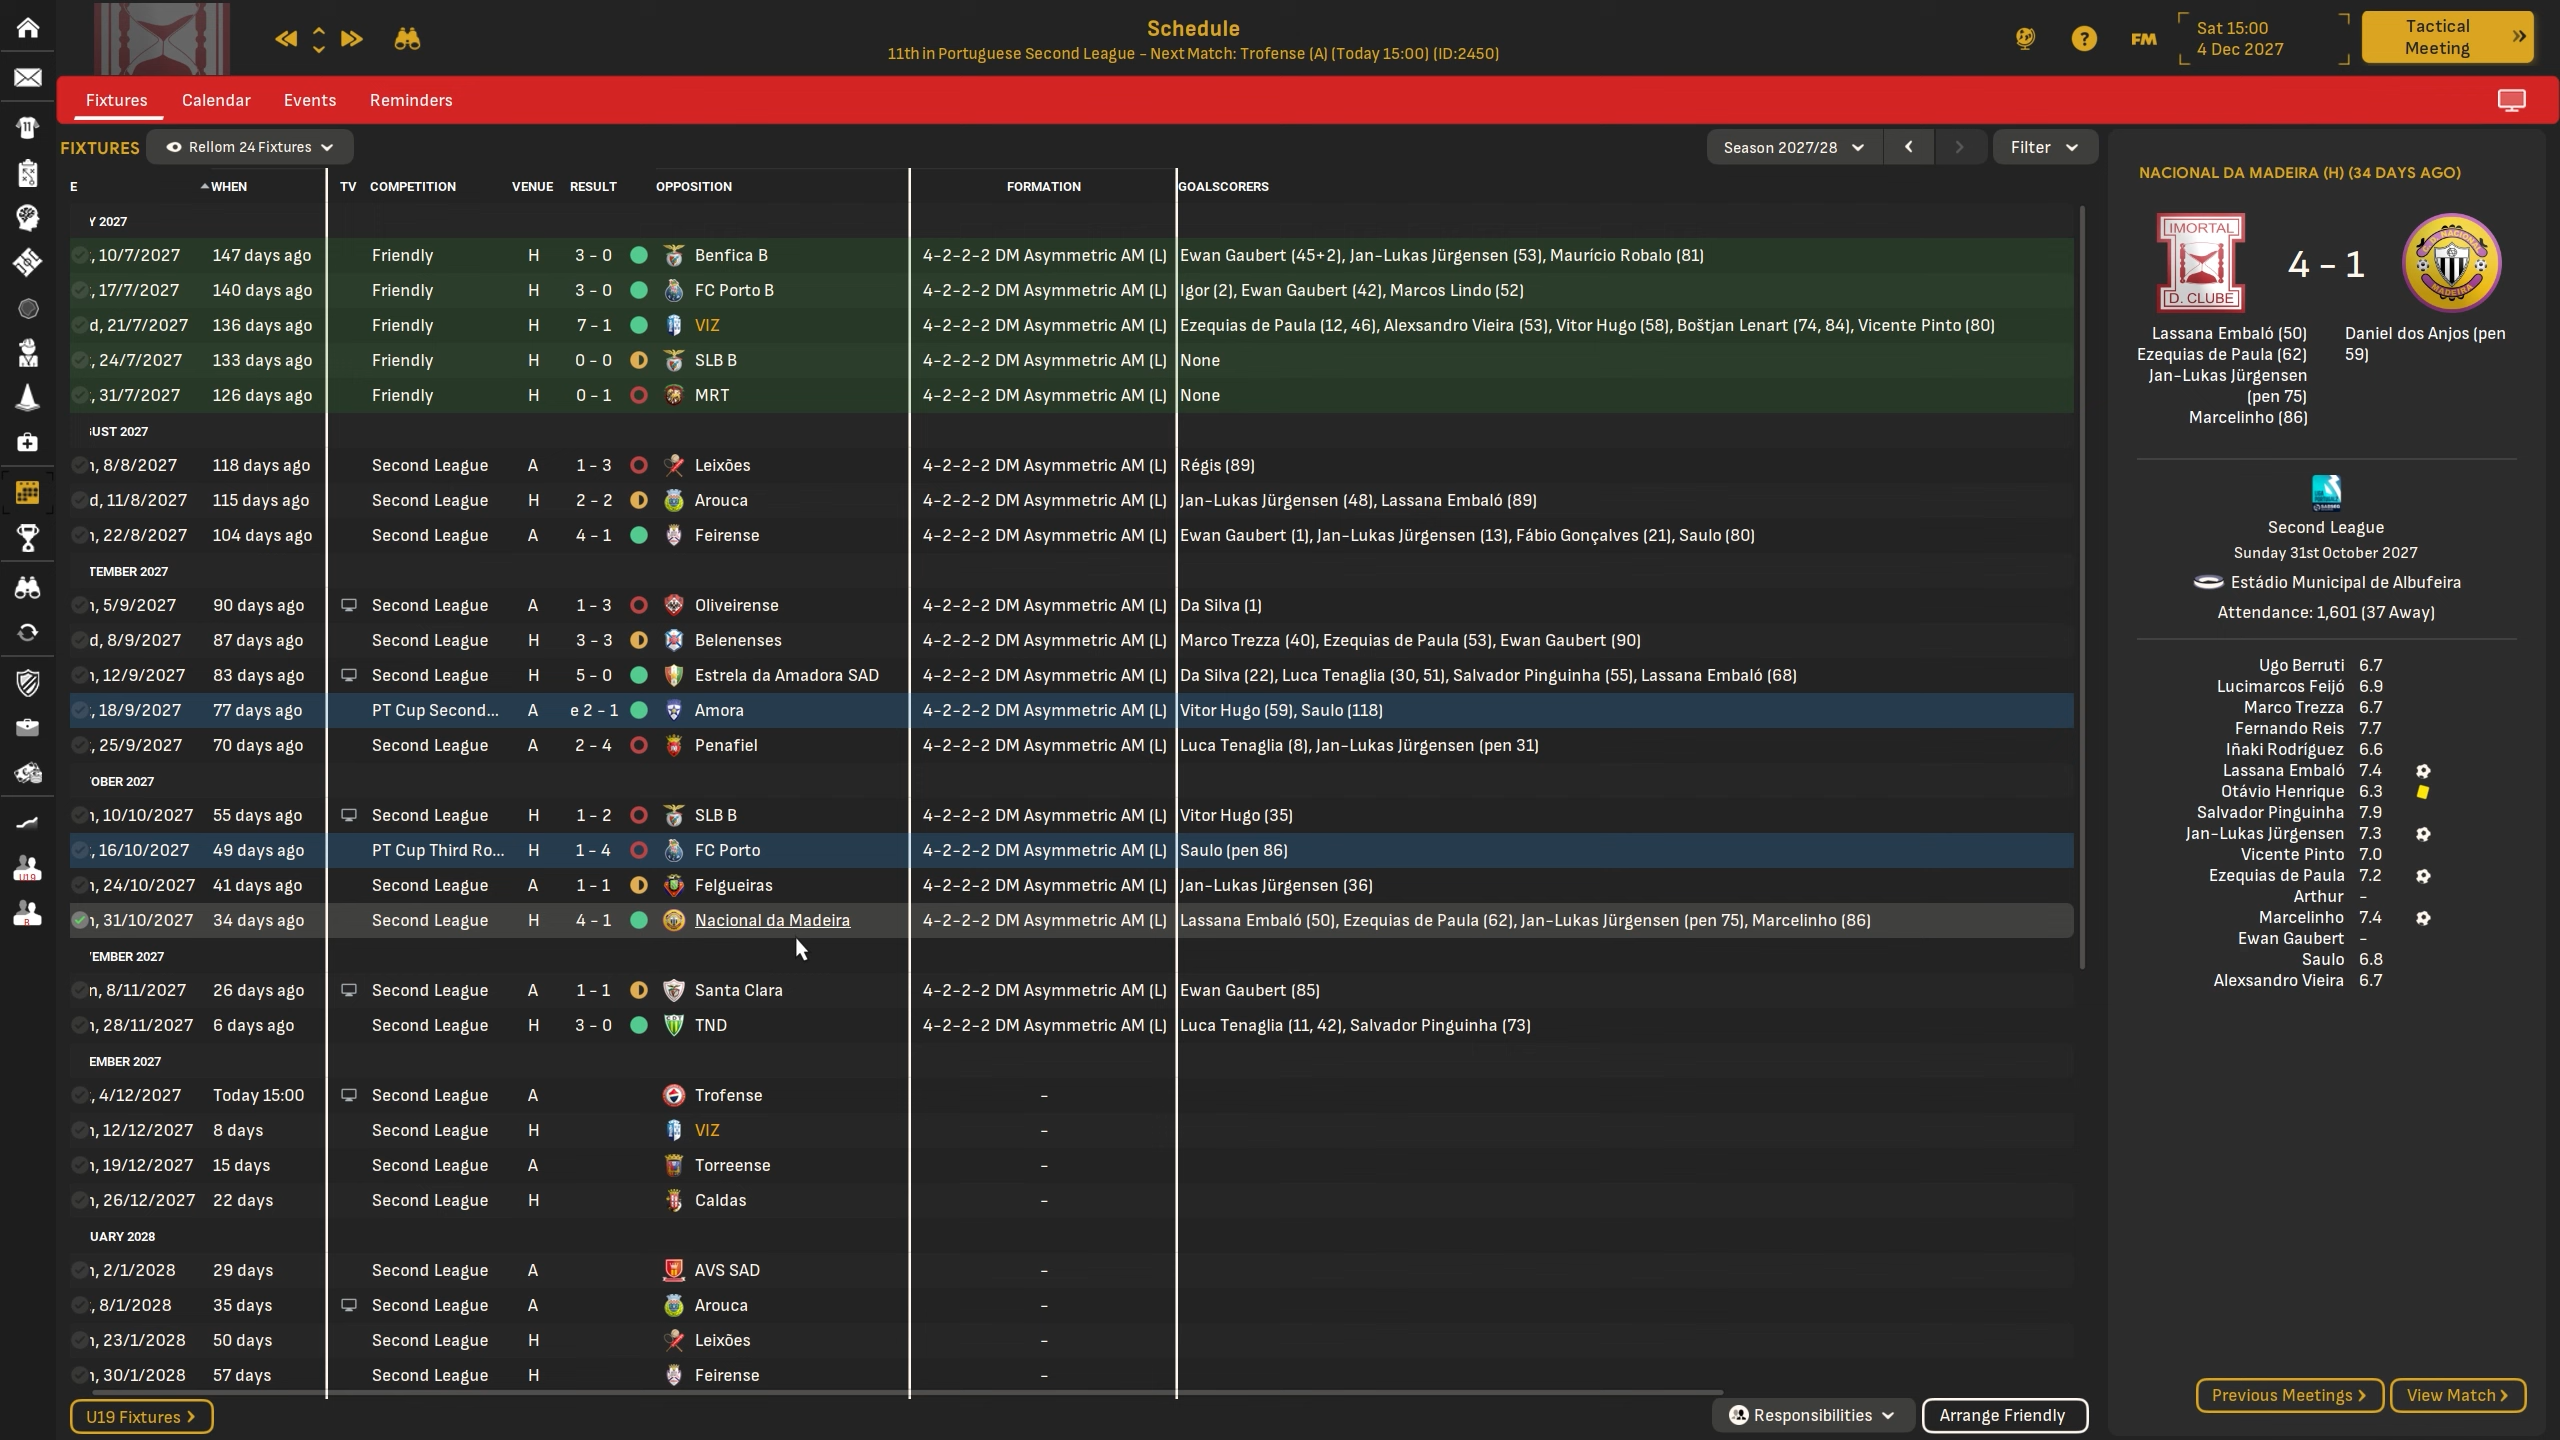 Schedule
11th in Portuguese Second League - Next Match: Trofense (A) (Today 15:00) (ID:2450)
FM
Sat 15:00
4 Dec 2027
Tactical
Meeting
Fixtures Calendar Events Reminders
FIXTURES Rellom 24 Fixtures Season 2027/28 Filter
E WHEN TV COMPETITION VENUE RESULT OPPOSITION FORMATION GOALSCORERS
Y 2027
, 10/7/2027 147 days ago Friendly H 3 - 0 Benfica B 4-2-2-2 DM Asymmetric AM (L) Ewan Gaubert (45+2), Jan-Lukas Jürgensen (53), Maurício Robalo (81)
, 17/7/2027 140 days ago Friendly H 3 - 0 FC Porto B 4-2-2-2 DM Asymmetric AM (L) Igor (2), Ewan Gaubert (42), Marcos Lindo (52)
d, 21/7/2027 136 days ago Friendly H 7 - 1 VIZ 4-2-2-2 DM Asymmetric AM (L) Ezequias de Paula (12, 46), Alexsandro Vieira (53), Vitor Hugo (58), Boštjan Lenart (74, 84), Vicente Pinto (80)
, 24/7/2027 133 days ago Friendly H 0 - 0 SLB B 4-2-2-2 DM Asymmetric AM (L) None
, 31/7/2027 126 days ago Friendly H 0 - 1 MRT 4-2-2-2 DM Asymmetric AM (L) None
UST 2027
n, 8/8/2027 118 days ago Second League A 1 - 3 Leixões 4-2-2-2 DM Asymmetric AM (L) Régis (89)
d, 11/8/2027 115 days ago Second League H 2 - 2 Arouca 4-2-2-2 DM Asymmetric AM (L) Jan-Lukas Jürgensen (48), Lassana Embaló (89)
n, 22/8/2027 104 days ago Second League A 4 - 1 Feirense 4-2-2-2 DM Asymmetric AM (L) Ewan Gaubert (1), Jan-Lukas Jürgensen (13), Fábio Gonçalves (21), Saulo (80)
TEMBER 2027
n, 5/9/2027 90 days ago Second League A 1 - 3 Oliveirense 4-2-2-2 DM Asymmetric AM (L) Da Silva (1)
d, 8/9/2027 87 days ago Second League H 3 - 3 Belenenses 4-2-2-2 DM Asymmetric AM (L) Marco Trezza (40), Ezequias de Paula (53), Ewan Gaubert (90)
n, 12/9/2027 83 days ago Second League H 5 - 0 Estrela da Amadora SAD 4-2-2-2 DM Asymmetric AM (L) Da Silva (22), Luca Tenaglia (30, 51), Salvador Pinguinha (55), Lassana Embaló (68)
, 18/9/2027 77 days ago PT Cup Second... A e 2 - 1 Amora 4-2-2-2 DM Asymmetric AM (L) Vitor Hugo (59), Saulo (118)
, 25/9/2027 70 days ago Second League A 2 - 4 Penafiel 4-2-2-2 DM Asymmetric AM (L) Luca Tenaglia (8), Jan-Lukas Jürgensen (pen 31)
OBER 2027
n, 10/10/2027 55 days ago Second League H 1 - 2 SLB B 4-2-2-2 DM Asymmetric AM (L) Vitor Hugo (35)
, 16/10/2027 49 days ago PT Cup Third Ro... H 1 - 4 FC Porto 4-2-2-2 DM Asymmetric AM (L) Saulo (pen 86)
n, 24/10/2027 41 days ago Second League A 1 - 1 Felgueiras 4-2-2-2 DM Asymmetric AM (L) Jan-Lukas Jürgensen (36)
n, 31/10/2027 34 days ago Second League H 4 - 1 Nacional da Madeira 4-2-2-2 DM Asymmetric AM (L) Lassana Embaló (50), Ezequias de Paula (62), Jan-Lukas Jürgensen (pen 75), Marcelinho (86)
EMBER 2027
n, 8/11/2027 26 days ago Second League A 1 - 1 Santa Clara 4-2-2-2 DM Asymmetric AM (L) Ewan Gaubert (85)
n, 28/11/2027 6 days ago Second League H 3 - 0 TND 4-2-2-2 DM Asymmetric AM (L) Luca Tenaglia (11, 42), Salvador Pinguinha (73)
EMBER 2027
, 4/12/2027 Today 15:00 Second League A Trofense -
n, 12/12/2027 8 days Second League H VIZ -
n, 19/12/2027 15 days Second League A Torreense -
n, 26/12/2027 22 days Second League H Caldas -
UARY 2028
n, 2/1/2028 29 days Second League A AVS SAD -
, 8/1/2028 35 days Second League A Arouca -
n, 23/1/2028 50 days Second League H Leixões -
n, 30/1/2028 57 days Second League H Feirense -
U19 Fixtures Responsibilities Arrange Friendly
NACIONAL DA MADEIRA (H) (34 DAYS AGO)
IMORTAL
D. CLUBE
4 - 1
Lassana Embaló (50)
Ezequias de Paula (62)
Jan-Lukas Jürgensen
(pen 75)
Marcelinho (86)
Daniel dos Anjos (pen
59)
Second League
Sunday 31st October 2027
Estádio Municipal de Albufeira
Attendance: 1,601 (37 Away)
Ugo Berruti 6.7
Lucimarcos Feijó 6.9
Marco Trezza 6.7
Fernando Reis 7.7
Iñaki Rodríguez 6.6
Lassana Embaló 7.4
Otávio Henrique 6.3
Salvador Pinguinha 7.9
Jan-Lukas Jürgensen 7.3
Vicente Pinto 7.0
Ezequias de Paula 7.2
Arthur -
Marcelinho 7.4
Ewan Gaubert -
Saulo 6.8
Alexsandro Vieira 6.7
Previous Meetings View Match